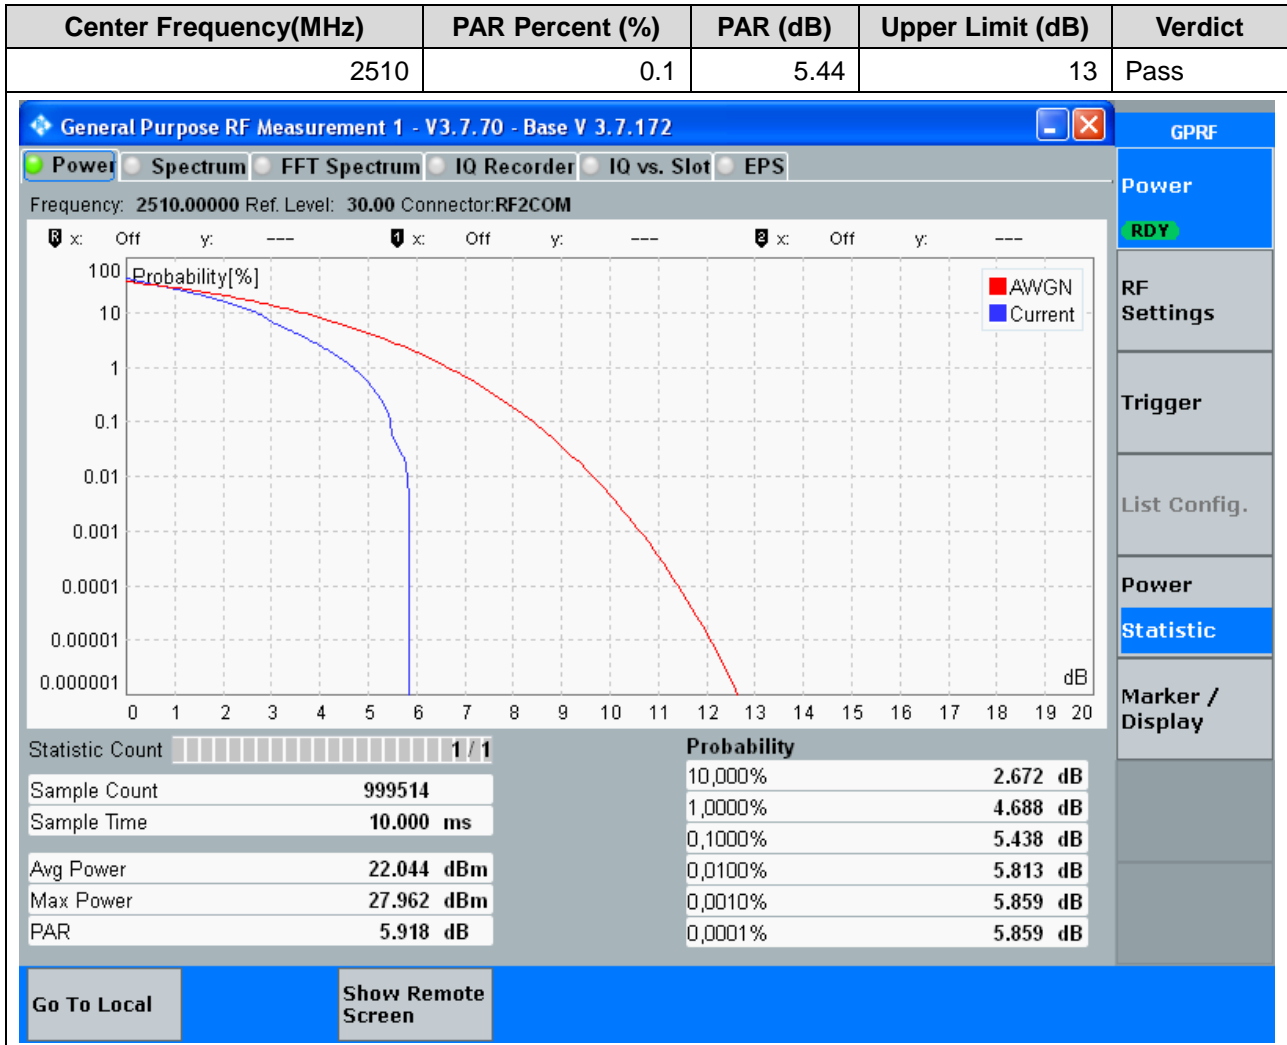 Center Frequency(MHz) PAR Percent (%) PAR (dB) Upper Limit (dB) Verdict
2510 0.1 5.44 13 Pass
General Purpose RF Measurement 1 - V3.7.70 - Base V 3.7.172
GPRF
Power Spectrum FFT Spectrum IQ Recorder IQ vs. Slot EPS
Power
RDY
Frequency: 2510.00000 Ref. Level: 30.00 Connector:RF2COM
R x: Off y: --- 1 x: Off y: --- 2 x: Off y: ---
Probability[%]
AWGN
Current
100
10
1
0.1
0.01
0.001
0.0001
0.00001
0.000001
dB
0 1 2 3 4 5 6 7 8 9 10 11 12 13 14 15 16 17 18 19 20
RF
Settings
Trigger
List Config.
Power
Statistic
Marker /
Display
Statistic Count 1 / 1
Sample Count 999514
Sample Time 10.000 ms
Avg Power 22.044 dBm
Max Power 27.962 dBm
PAR 5.918 dB
Probability
10,000% 2.672 dB
1,0000% 4.688 dB
0,1000% 5.438 dB
0,0100% 5.813 dB
0,0010% 5.859 dB
0,0001% 5.859 dB
Go To Local
Show Remote
Screen